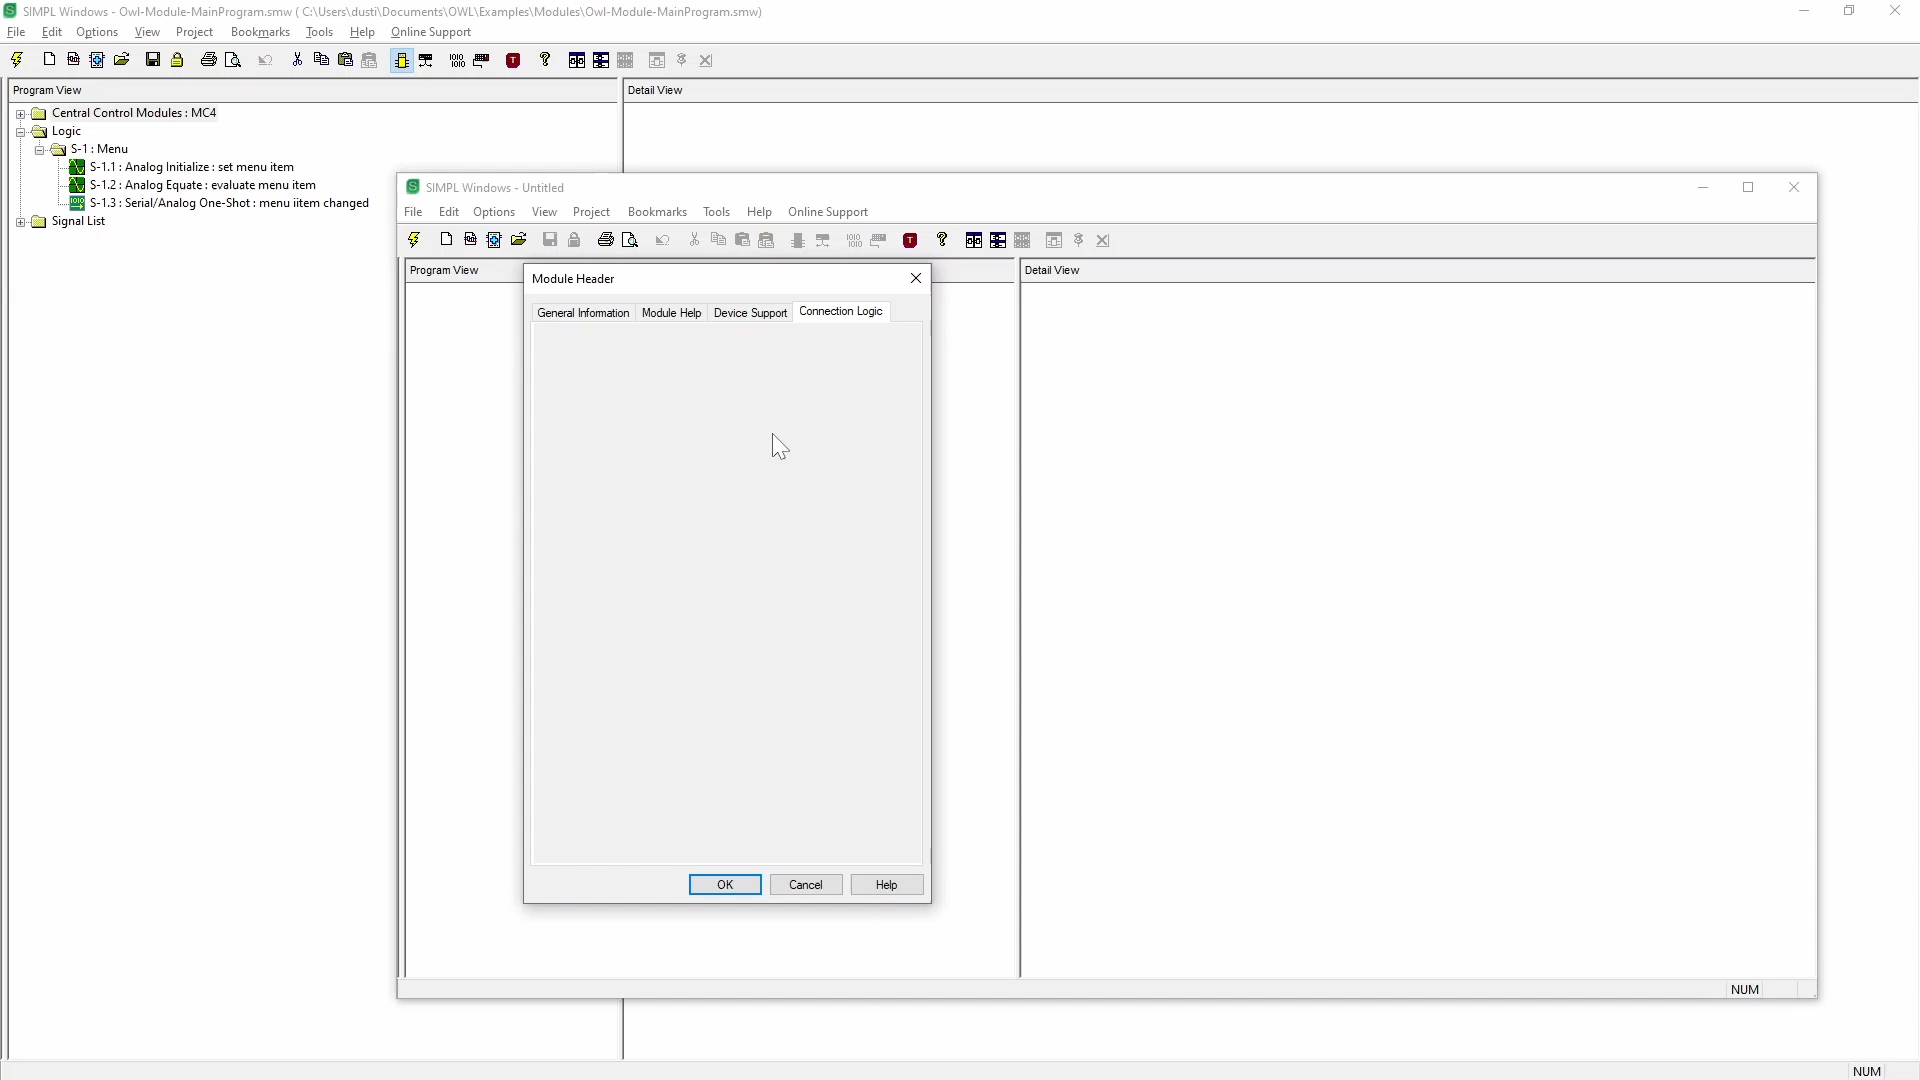 SIMPL Windows - Owl-Module-MainProgram.smw ( C:\Users\dusti\Documents\OWL\Examples\Modules\Owl-Module-MainProgram.smw)
File Edit Options View Project Bookmarks Tools Help Online Support
Program View
Detail View
Central Control Modules : MC4
Logic
S-1 : Menu
S-1.1 : Analog Initialize : set menu item
S-1.2 : Analog Equate : evaluate menu item
S-1.3 : Serial/Analog One-Shot : menu iitem changed
Signal List
SIMPL Windows - Untitled
File Edit Options View Project Bookmarks Tools Help Online Support
Program View
Detail View
Module Header
General Information Module Help Device Support Connection Logic
OK Cancel Help
NUM
NUM